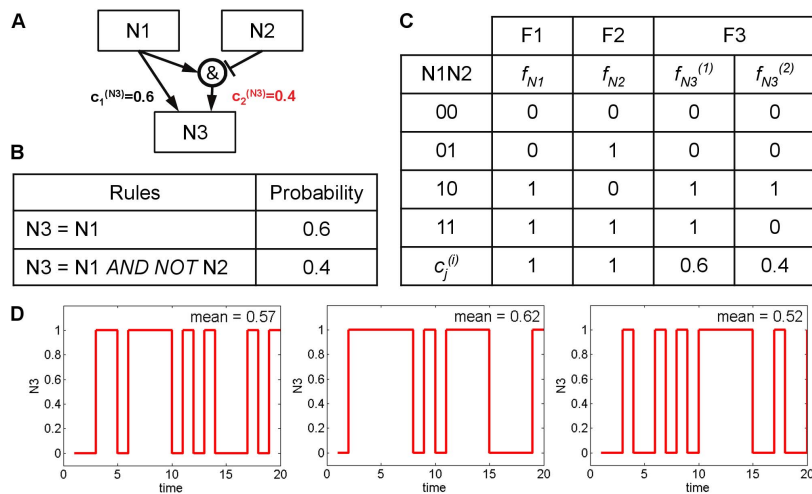 A
N1
N2
&
c₁⁽ᴺ³⁾=0.6
c₂⁽ᴺ³⁾=0.4
N3
B
Rules Probability
N3 = N1 0.6
N3 = N1 AND NOT N2 0.4
C
F1 F2 F3
N1N2 f_N1 f_N2 f_N3⁽¹⁾ f_N3⁽²⁾
00 0 0 0 0
01 0 1 0 0
10 1 0 1 1
11 1 1 1 0
c_j⁽ⁱ⁾ 1 1 0.6 0.4
D
mean = 0.57
1
0.8
0.6
0.4
0.2
0
N3
0 5 10 15 20
time
mean = 0.62
1
0.8
0.6
0.4
0.2
0
N3
0 5 10 15 20
time
mean = 0.52
1
0.8
0.6
0.4
0.2
0
N3
0 5 10 15 20
time